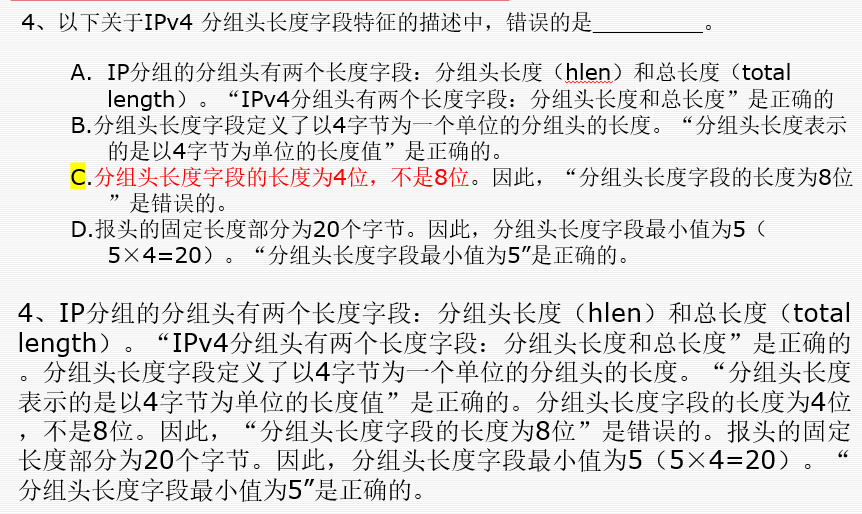 4、以下关于IPv4 分组头长度字段特征的描述中，错误的是__________。
A. IP分组的分组头有两个长度字段：分组头长度（hlen）和总长度（total
length）。“IPv4分组头有两个长度字段：分组头长度和总长度”是正确的
B.分组头长度字段定义了以4字节为一个单位的分组头的长度。“分组头长度表示
的是以4字节为单位的长度值”是正确的。
C.分组头长度字段的长度为4位，不是8位。因此，“分组头长度字段的长度为8位
”是错误的。
D.报头的固定长度部分为20个字节。因此，分组头长度字段最小值为5（
5×4=20）。“分组头长度字段最小值为5”是正确的。
4、IP分组的分组头有两个长度字段：分组头长度（hlen）和总长度（total
length）。“IPv4分组头有两个长度字段：分组头长度和总长度”是正确的
。分组头长度字段定义了以4字节为一个单位的分组头的长度。“分组头长度
表示的是以4字节为单位的长度值”是正确的。分组头长度字段的长度为4位
，不是8位。因此，“分组头长度字段的长度为8位”是错误的。报头的固定
长度部分为20个字节。因此，分组头长度字段最小值为5（5×4=20）。“
分组头长度字段最小值为5”是正确的。